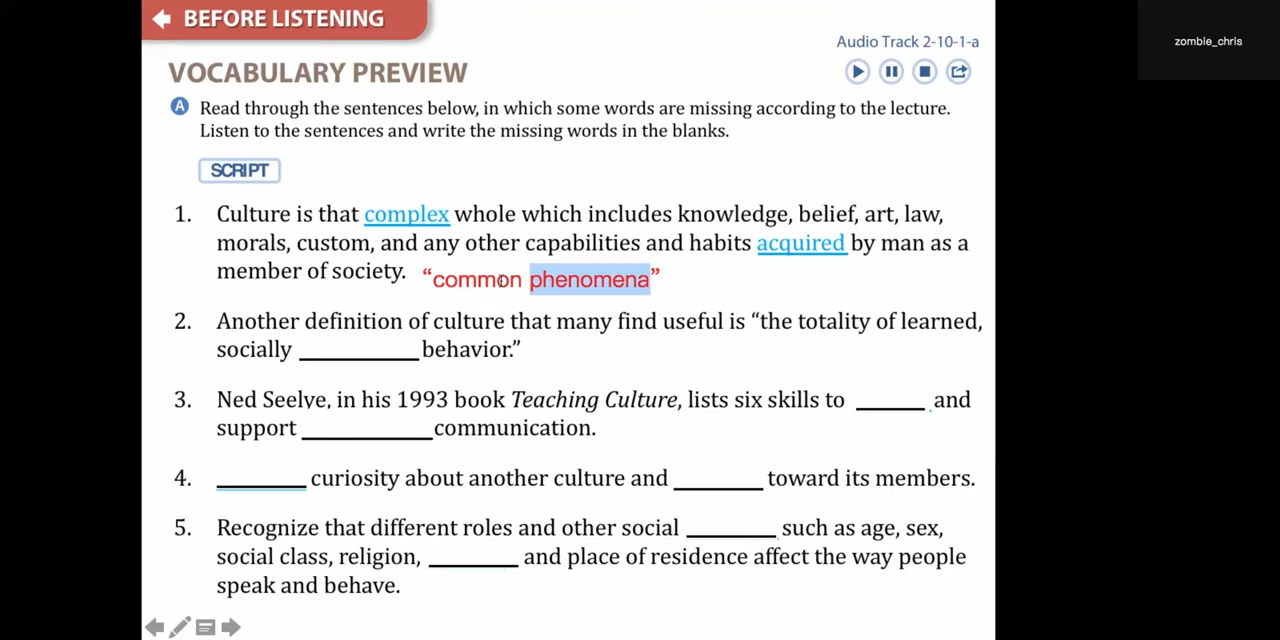 BEFORE LISTENING
zombie_chris
Audio Track 2-10-1-a
VOCABULARY PREVIEW
A Read through the sentences below, in which some words are missing according to the lecture.
Listen to the sentences and write the missing words in the blanks.
SCRIPT
1. Culture is that complex whole which includes knowledge, belief, art, law,
morals, custom, and any other capabilities and habits acquired by man as a
member of society. “common phenomena”
2. Another definition of culture that many find useful is “the totality of learned,
socially ____________ behavior.”
3. Ned Seelye, in his 1993 book Teaching Culture, lists six skills to _______ and
support _____________ communication.
4. _________ curiosity about another culture and _________ toward its members.
5. Recognize that different roles and other social _________ such as age, sex,
social class, religion, _________ and place of residence affect the way people
speak and behave.